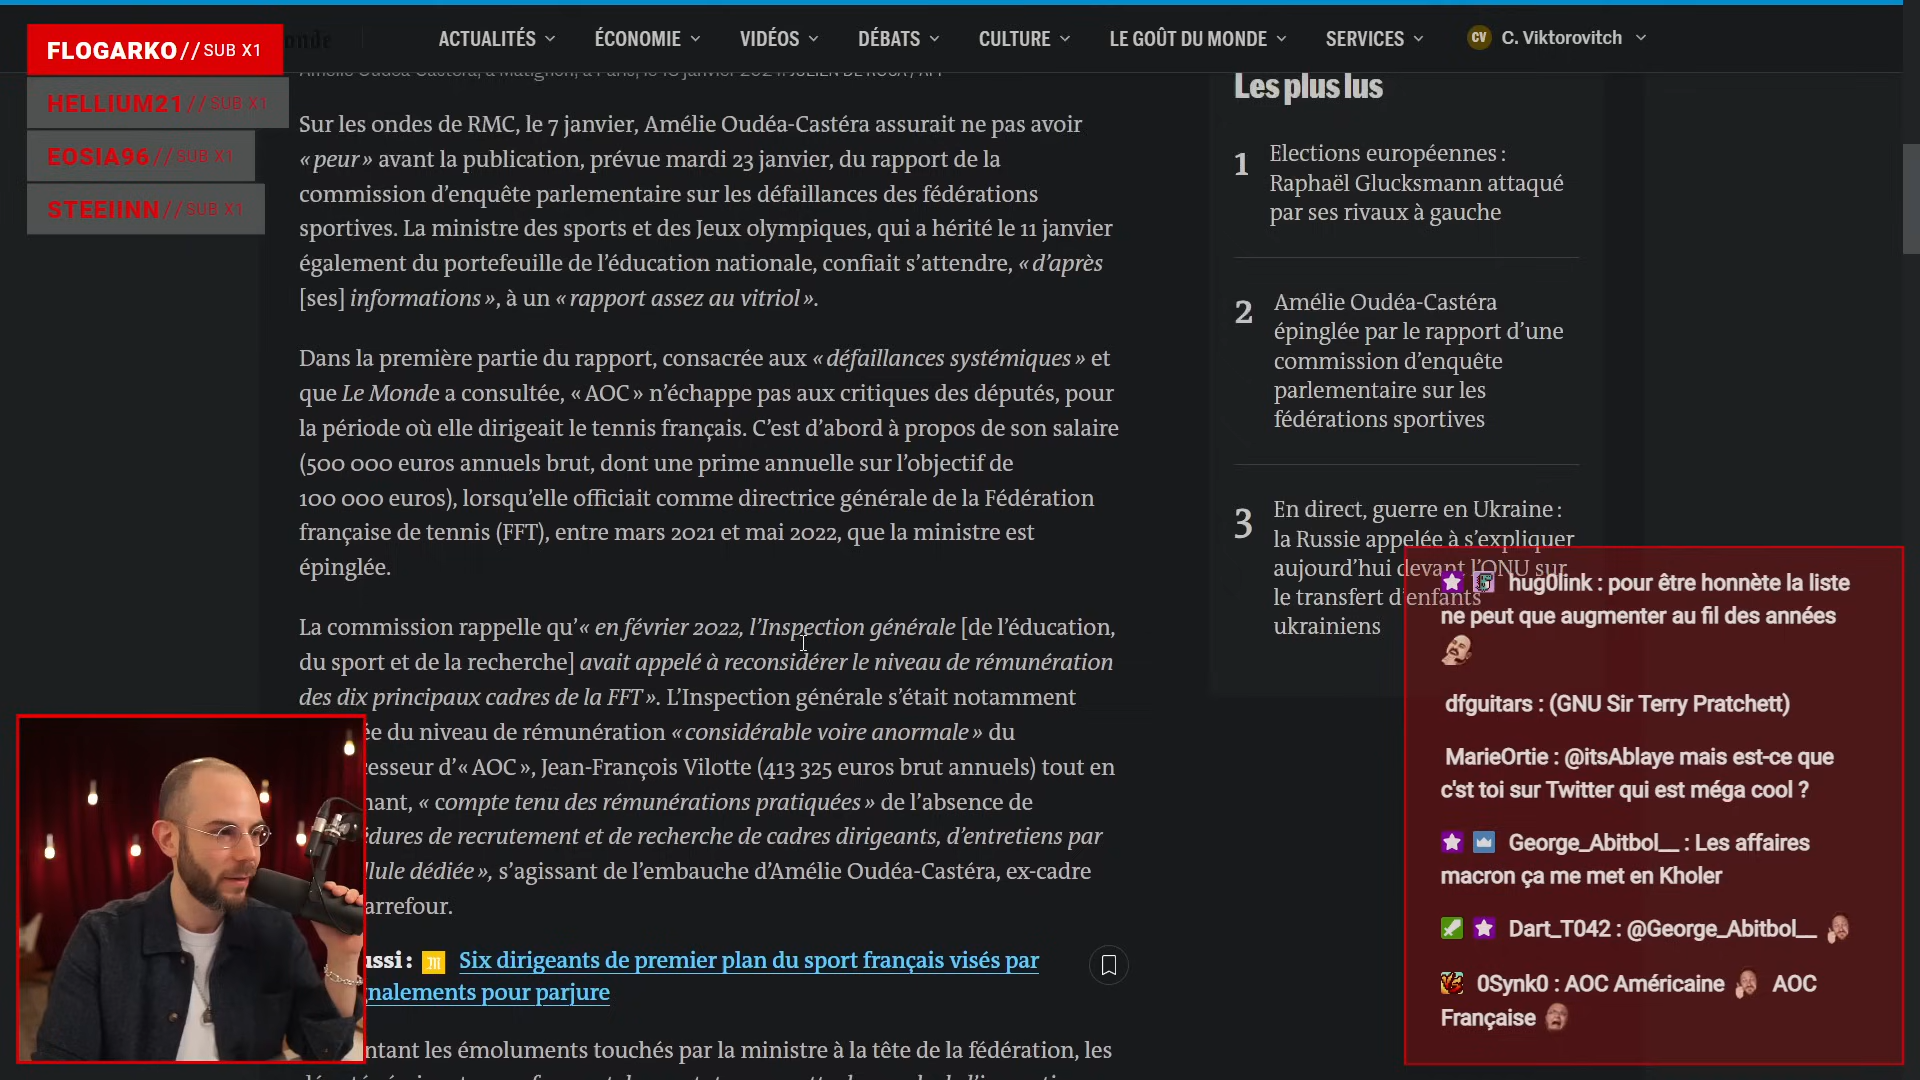 ACTUALITÉS ÉCONOMIE VIDÉOS DÉBATS CULTURE LE GOÛT DU MONDE SERVICES CV C. Viktorovitch
FLOGARKO//SUB X1
HELLIUM21//SUB X1
EOSIA96//SUB X1
STEEIINN//SUB X1
Sur les ondes de RMC, le 7 janvier, Amélie Oudéa-Castéra assurait ne pas avoir
« peur » avant la publication, prévue mardi 23 janvier, du rapport de la
commission d’enquête parlementaire sur les défaillances des fédérations
sportives. La ministre des sports et des Jeux olympiques, qui a hérité le 11 janvier
également du portefeuille de l’éducation nationale, confiait s’attendre, « d’après
[ses] informations », à un « rapport assez au vitriol ».
Dans la première partie du rapport, consacrée aux « défaillances systémiques » et
que Le Monde a consultée, « AOC » n’échappe pas aux critiques des députés, pour
la période où elle dirigeait le tennis français. C’est d’abord à propos de son salaire
(500 000 euros annuels brut, dont une prime annuelle sur l’objectif de
100 000 euros), lorsqu’elle officiait comme directrice générale de la Fédération
française de tennis (FFT), entre mars 2021 et mai 2022, que la ministre est
épinglée.
La commission rappelle qu’« en février 2022, l’Inspection générale [de l’éducation,
du sport et de la recherche] avait appelé à reconsidérer le niveau de rémunération
des dix principaux cadres de la FFT ». L’Inspection générale s’était notamment
ée du niveau de rémunération « considérable voire anormale » du
esseur d’« AOC », Jean-François Vilotte (413 325 euros brut annuels) tout en
nant, « compte tenu des rémunérations pratiquées » de l’absence de
édures de recrutement et de recherche de cadres dirigeants, d’entretiens par
llule dédiée », s’agissant de l’embauche d’Amélie Oudéa-Castéra, ex-cadre
arrefour.
ussi : Six dirigeants de premier plan du sport français visés par
gnalements pour parjure
ntant les émoluments touchés par la ministre à la tête de la fédération, les
Les plus lus
1 Elections européennes :
Raphaël Glucksmann attaqué
par ses rivaux à gauche
2 Amélie Oudéa-Castéra
épinglée par le rapport d’une
commission d’enquête
parlementaire sur les
fédérations sportives
3 En direct, guerre en Ukraine :
la Russie appelée à s’expliquer
aujourd’hui devant l’ONU sur
le transfert d’enfants
ukrainiens
hug0link : pour être honnète la liste
ne peut que augmenter au fil des années
dfguitars : (GNU Sir Terry Pratchett)
MarieOrtie : @itsAblaye mais est-ce que
c'st toi sur Twitter qui est méga cool ?
George_Abitbol__ : Les affaires
macron ça me met en Kholer
Dart_T042 : @George_Abitbol__
0Synk0 : AOC Américaine AOC
Française